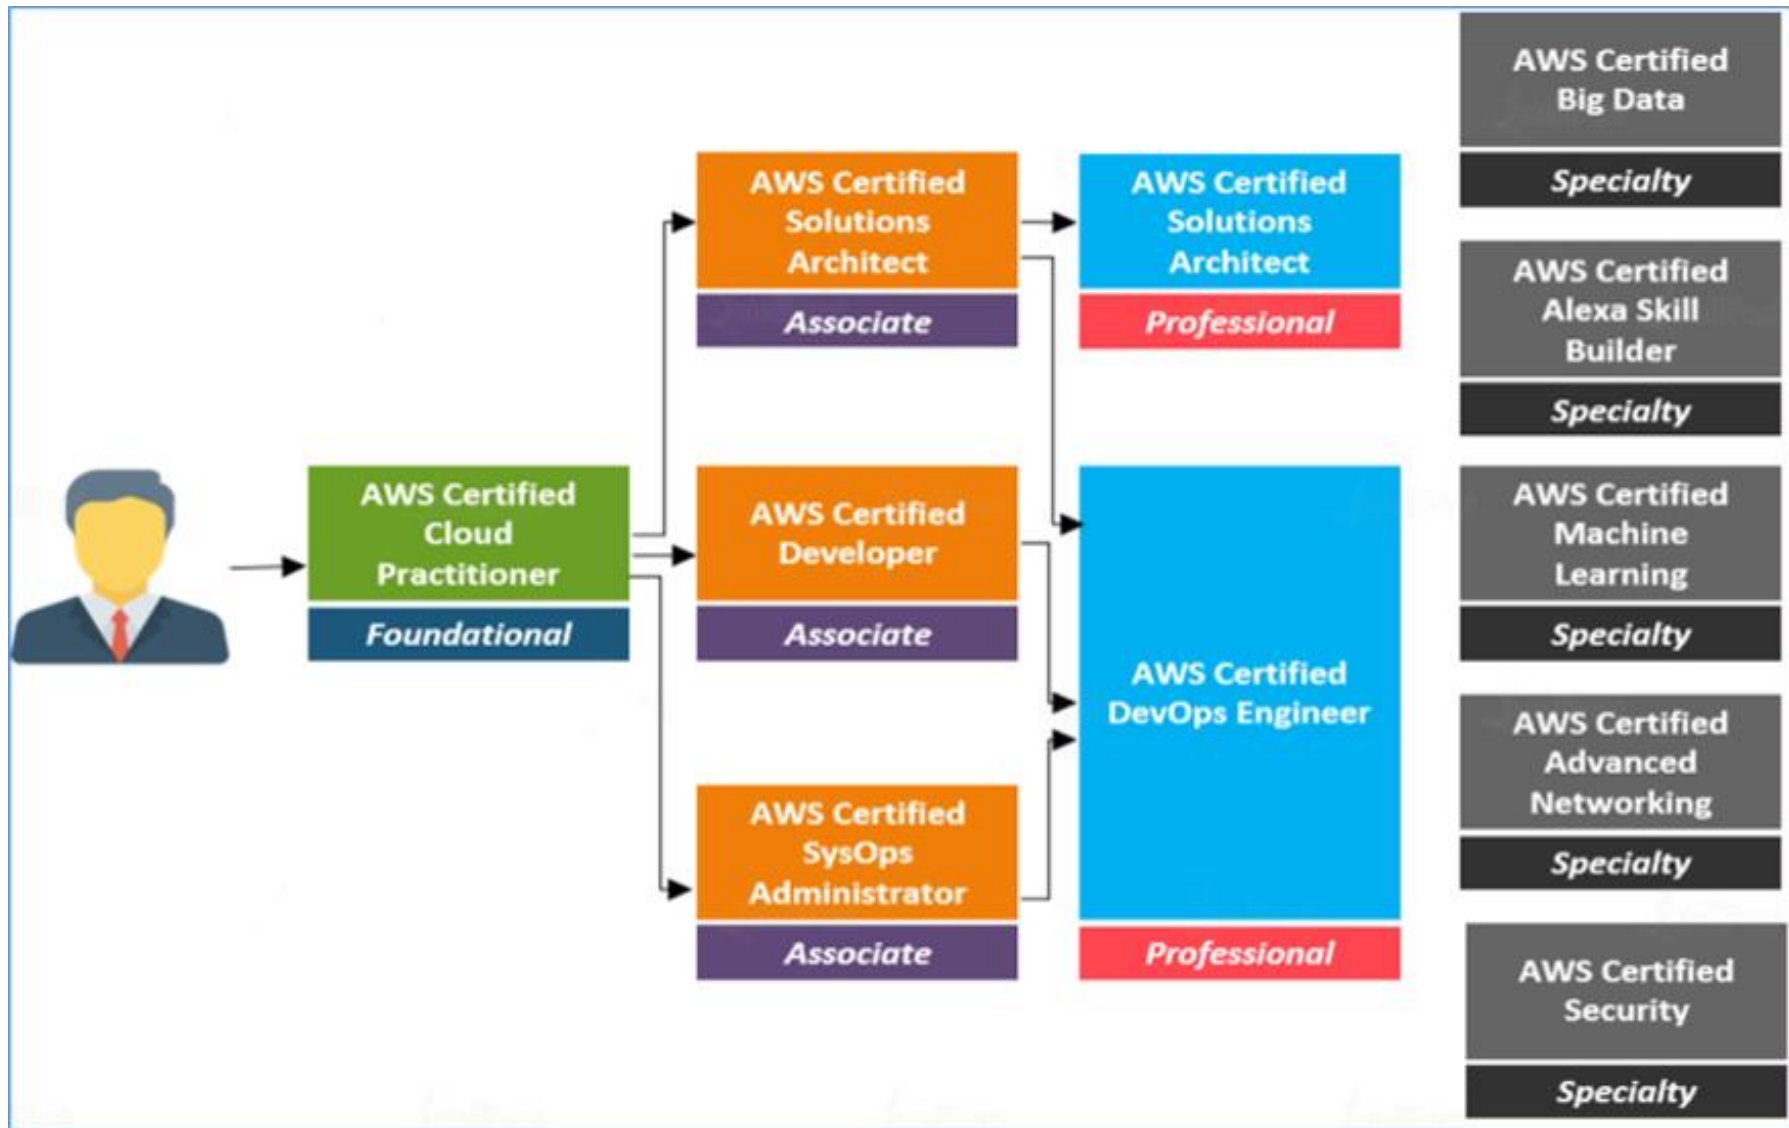 AWS Certified
Cloud
Practitioner
Foundational
AWS Certified
Solutions
Architect
Associate
AWS Certified
Developer
Associate
AWS Certified
SysOps
Administrator
Associate
AWS Certified
Solutions
Architect
Professional
AWS Certified
DevOps Engineer
Professional
AWS Certified
Big Data
Specialty
AWS Certified
Alexa Skill
Builder
Specialty
AWS Certified
Machine
Learning
Specialty
AWS Certified
Advanced
Networking
Specialty
AWS Certified
Security
Specialty